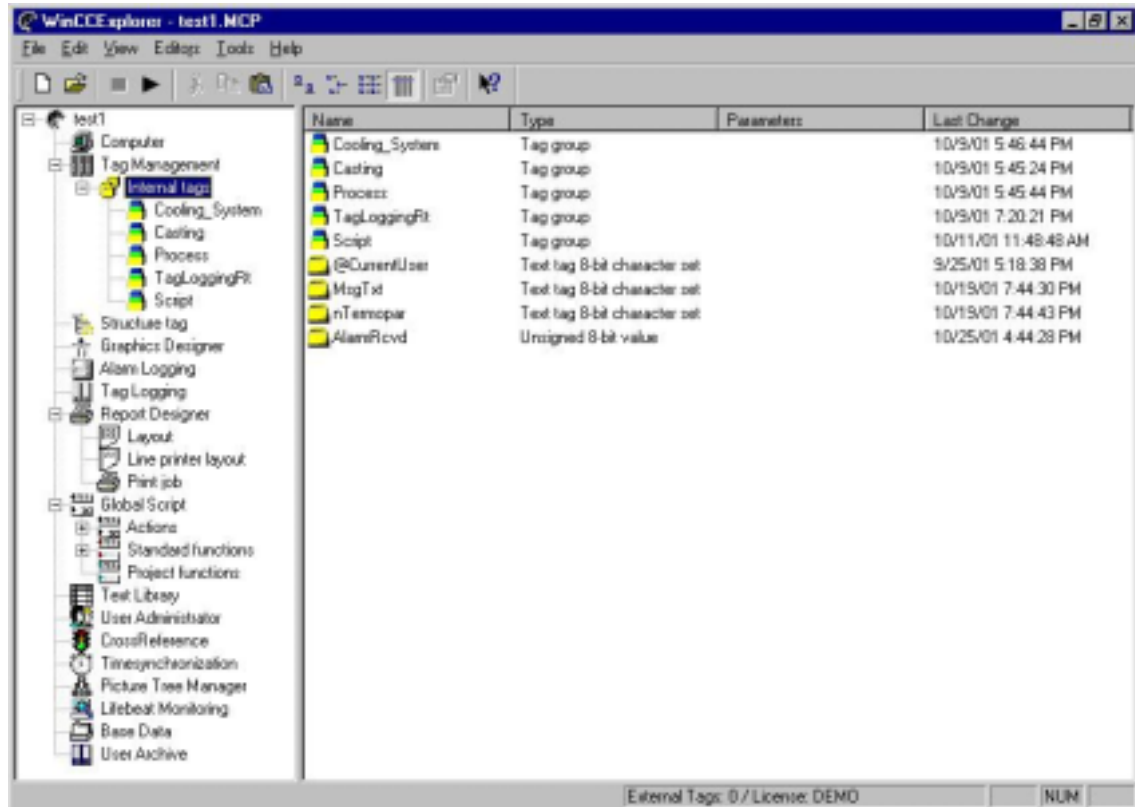 WinCCExplorer - test1.MCP
File Edit View Editors Tools Help
test1
Computer
Tag Management
Internal tags
Cooling_System
Casting
Process
TagLoggingRt
Script
Structure tag
Graphics Designer
Alarm Logging
Tag Logging
Report Designer
Layout
Line printer layout
Print job
Global Script
Actions
Standard functions
Project functions
Text Library
User Administrator
CrossReference
Timesynchronization
Picture Tree Manager
Lifebeat Monitoring
Base Data
User Archive
Name Type Parameters Last Change
Cooling_System Tag group 10/9/01 5:46:44 PM
Casting Tag group 10/9/01 5:45:24 PM
Process Tag group 10/9/01 5:45:44 PM
TagLoggingRt Tag group 10/9/01 7:20:21 PM
Script Tag group 10/11/01 11:48:48 AM
@CurrentUser Text tag 8-bit character set 9/25/01 5:18:38 PM
MsgTxt Text tag 8-bit character set 10/19/01 7:44:30 PM
nTermopar Text tag 8-bit character set 10/19/01 7:44:43 PM
AlarmRcvd Unsigned 8-bit value 10/25/01 4:44:28 PM
External Tags: 0 / License: DEMO NUM